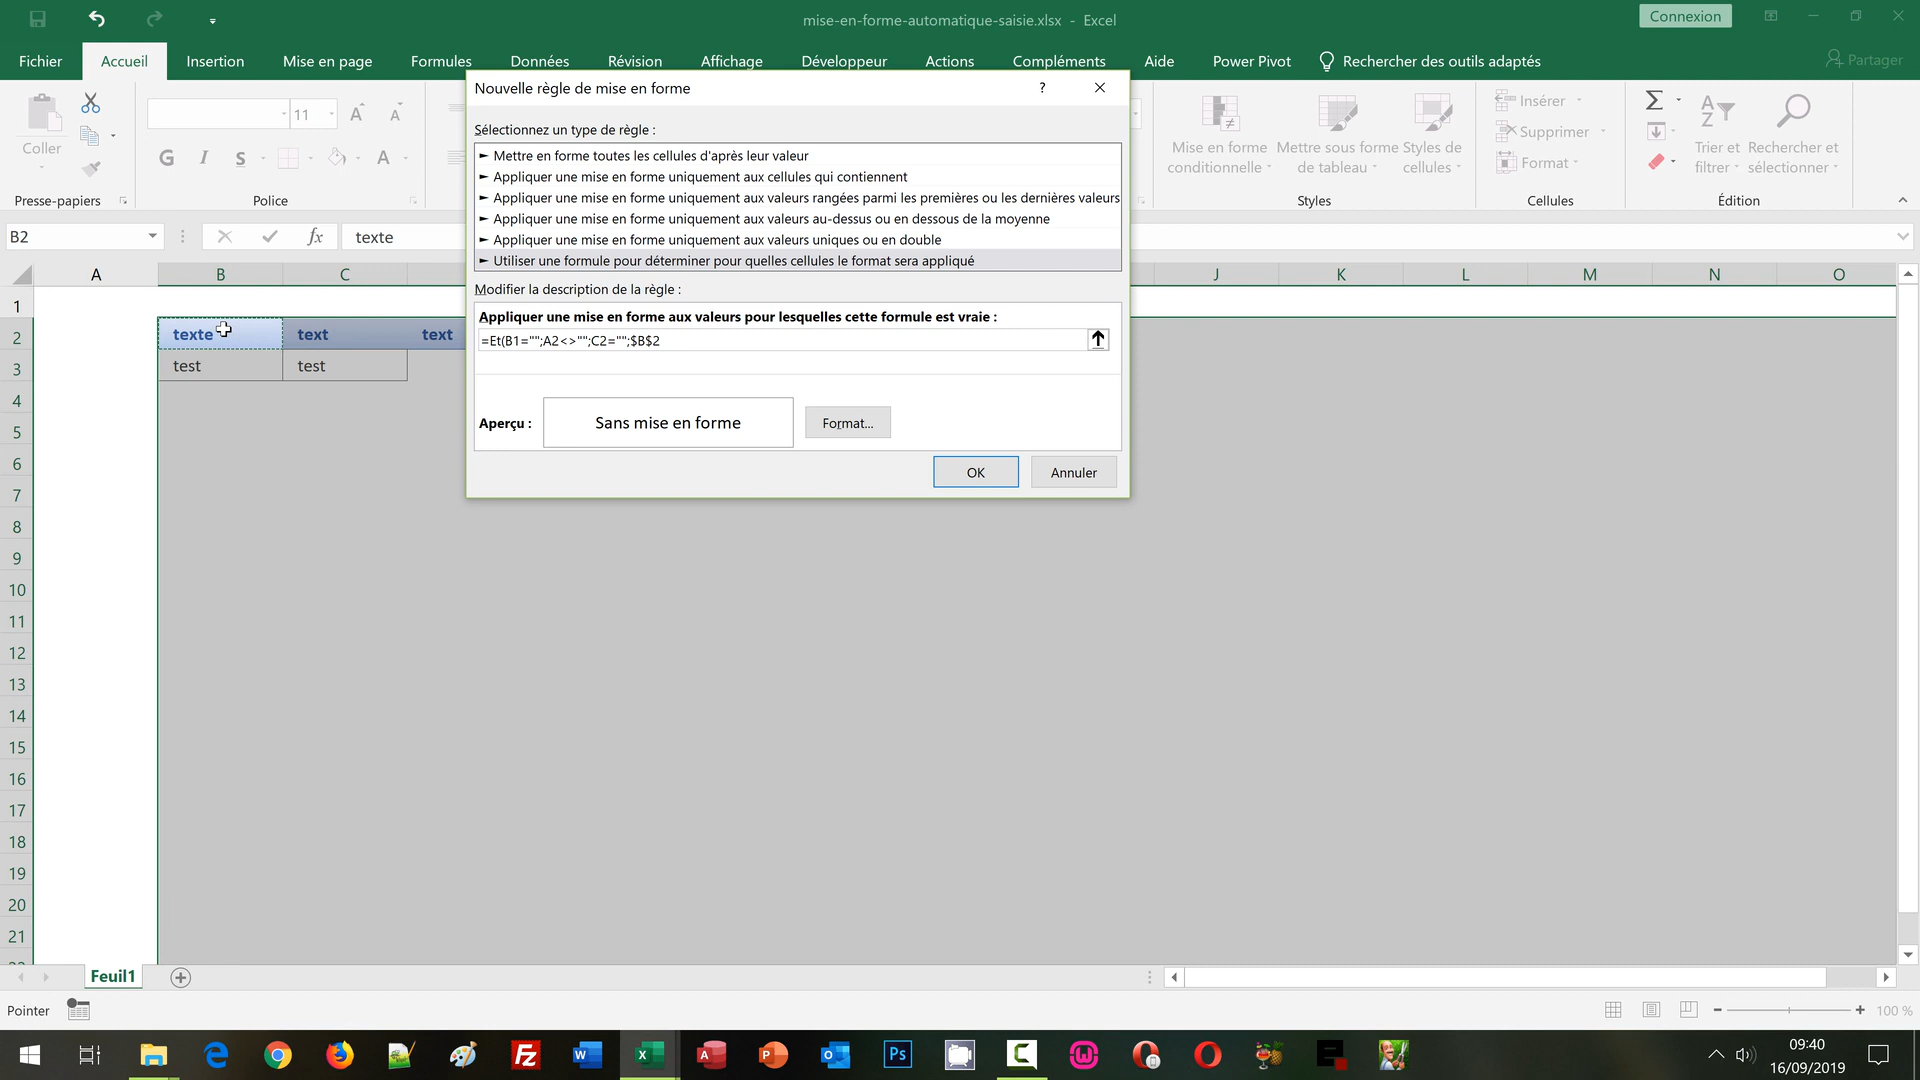 mise-en-forme-automatique-saisie.xlsx - Excel
Connexion
Fichier Accueil Insertion Mise en page Formules Données Révision Affichage Développeur Actions Compléments Aide Power Pivot Rechercher des outils adaptés Partager
Coller
Presse-papiers
11
G I S
Police
Mise en forme conditionnelle
Mettre sous forme de tableau
Styles de cellules
Styles
Insérer
Supprimer
Format
Cellules
Trier et filtrer
Rechercher et sélectionner
Édition
B2
fx
texte
Nouvelle règle de mise en forme
Sélectionnez un type de règle :
► Mettre en forme toutes les cellules d'après leur valeur
► Appliquer une mise en forme uniquement aux cellules qui contiennent
► Appliquer une mise en forme uniquement aux valeurs rangées parmi les premières ou les dernières valeurs
► Appliquer une mise en forme uniquement aux valeurs au-dessus ou en dessous de la moyenne
► Appliquer une mise en forme uniquement aux valeurs uniques ou en double
► Utiliser une formule pour déterminer pour quelles cellules le format sera appliqué
Modifier la description de la règle :
Appliquer une mise en forme aux valeurs pour lesquelles cette formule est vraie :
=Et(B1="";A2<>"";C2="";$B$2
Aperçu :
Sans mise en forme
Format...
OK
Annuler
A B C J K L M N O
1
2 texte text text
3 test test
4
5
6
7
8
9
10
11
12
13
14
15
16
17
18
19
20
21
Feuil1
Pointer
100 %
09:40
16/09/2019